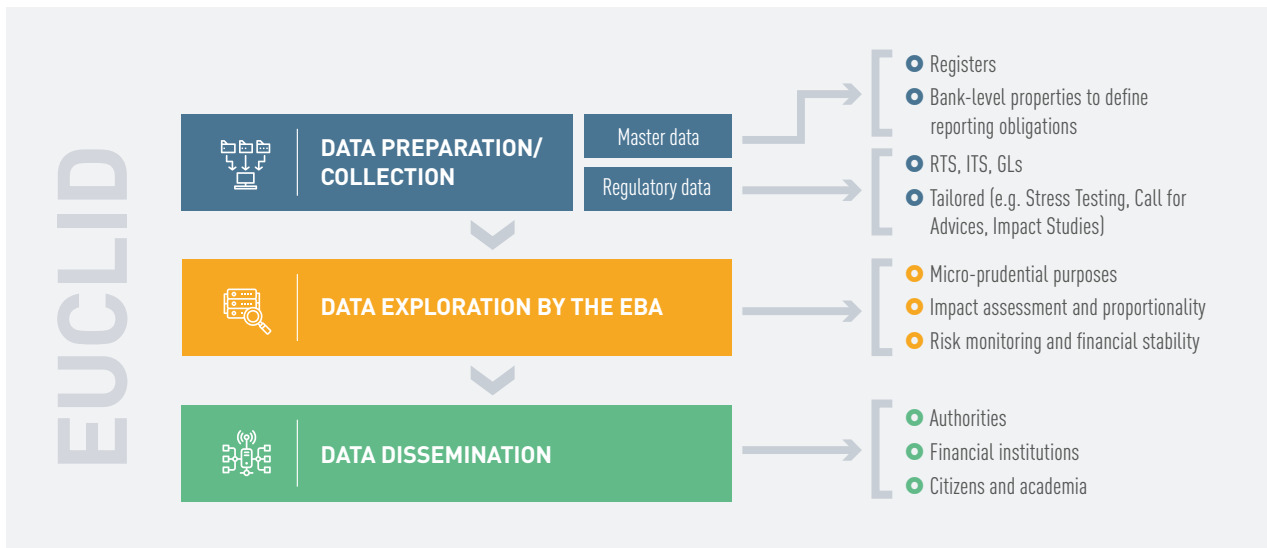 EUCLID
DATA PREPARATION/
COLLECTION
Master data
Regulatory data
Registers
Bank-level properties to define
reporting obligations
RTS, ITS, GLs
Tailored (e.g. Stress Testing, Call for
Advices, Impact Studies)
DATA EXPLORATION BY THE EBA
Micro-prudential purposes
Impact assessment and proportionality
Risk monitoring and financial stability
DATA DISSEMINATION
Authorities
Financial institutions
Citizens and academia